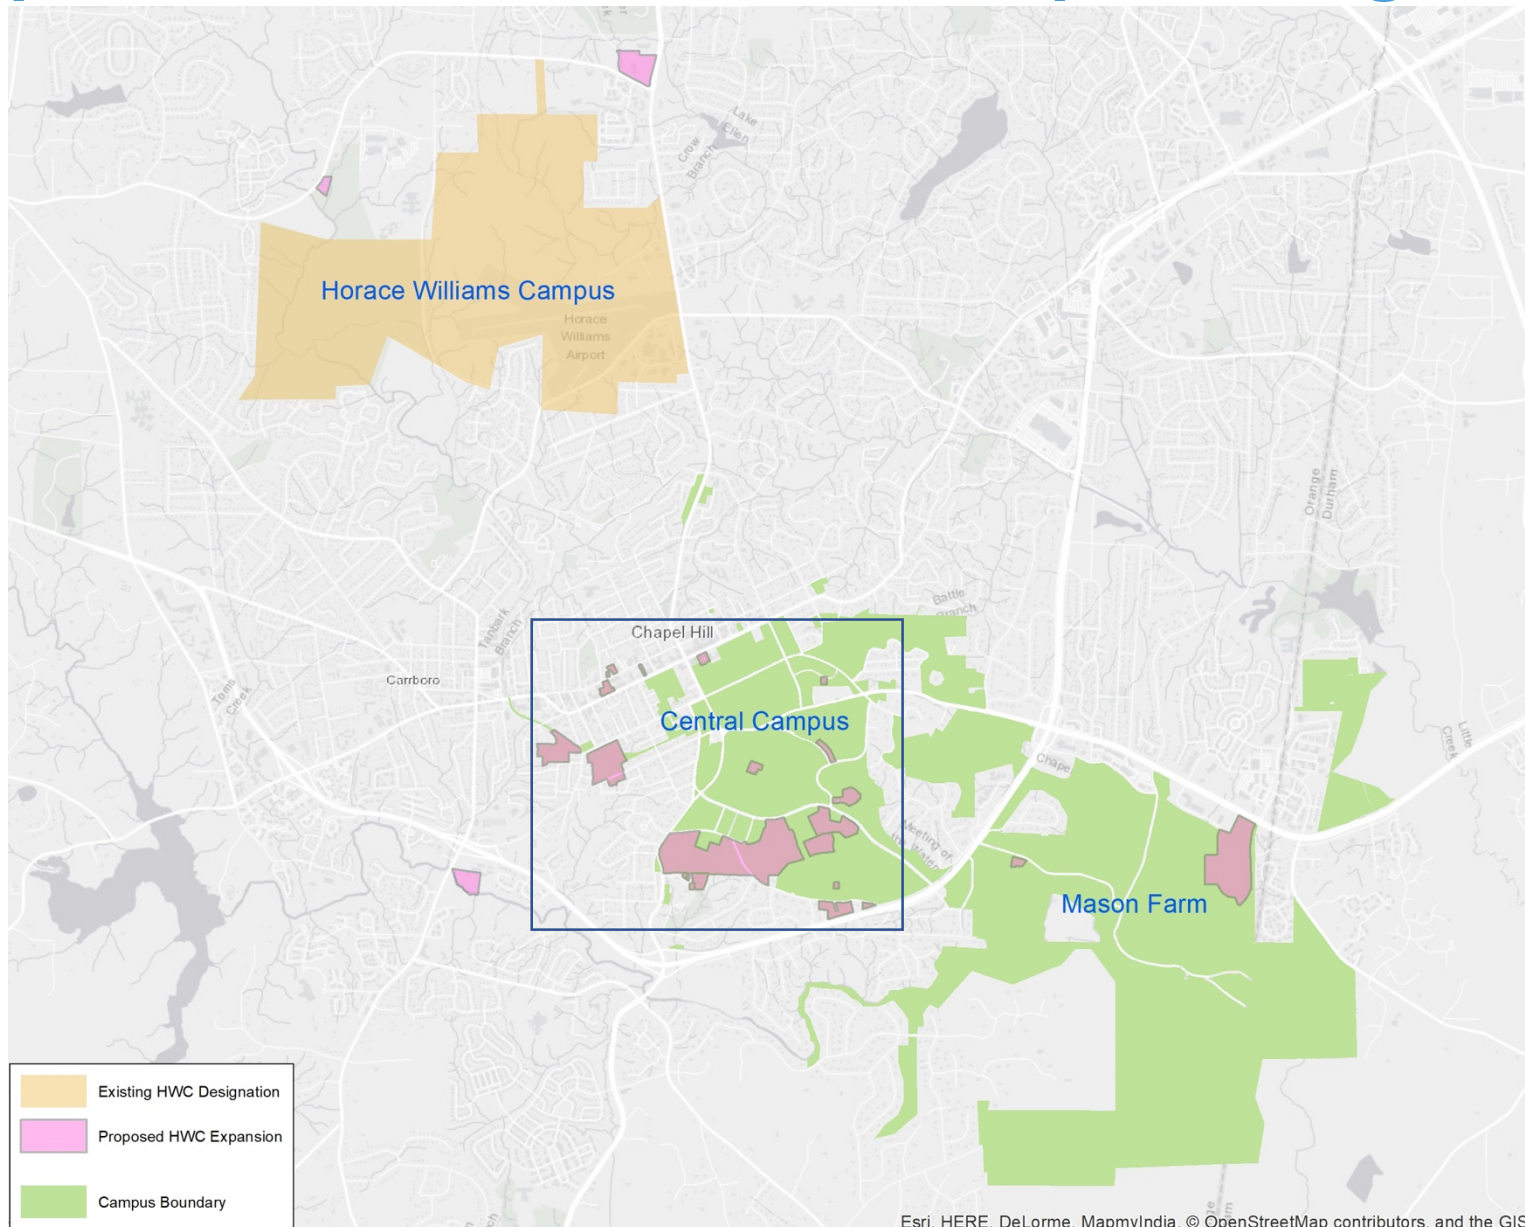 Lake
Ellen
Crow
Branch
Horace Williams Campus
Horace
Williams
Airport
Orange
Durham
Battle
Branch
Tanbark
Branch
Chapel Hill
Carrboro
Toms
Creek
Central Campus
Little
Creek
Chapel
Meeting of
the Waters
Mason Farm
Existing HWC Designation
Proposed HWC Expansion
Campus Boundary
Esri, HERE, DeLorme, MapmyIndia, © OpenStreetMap contributors, and the GIS